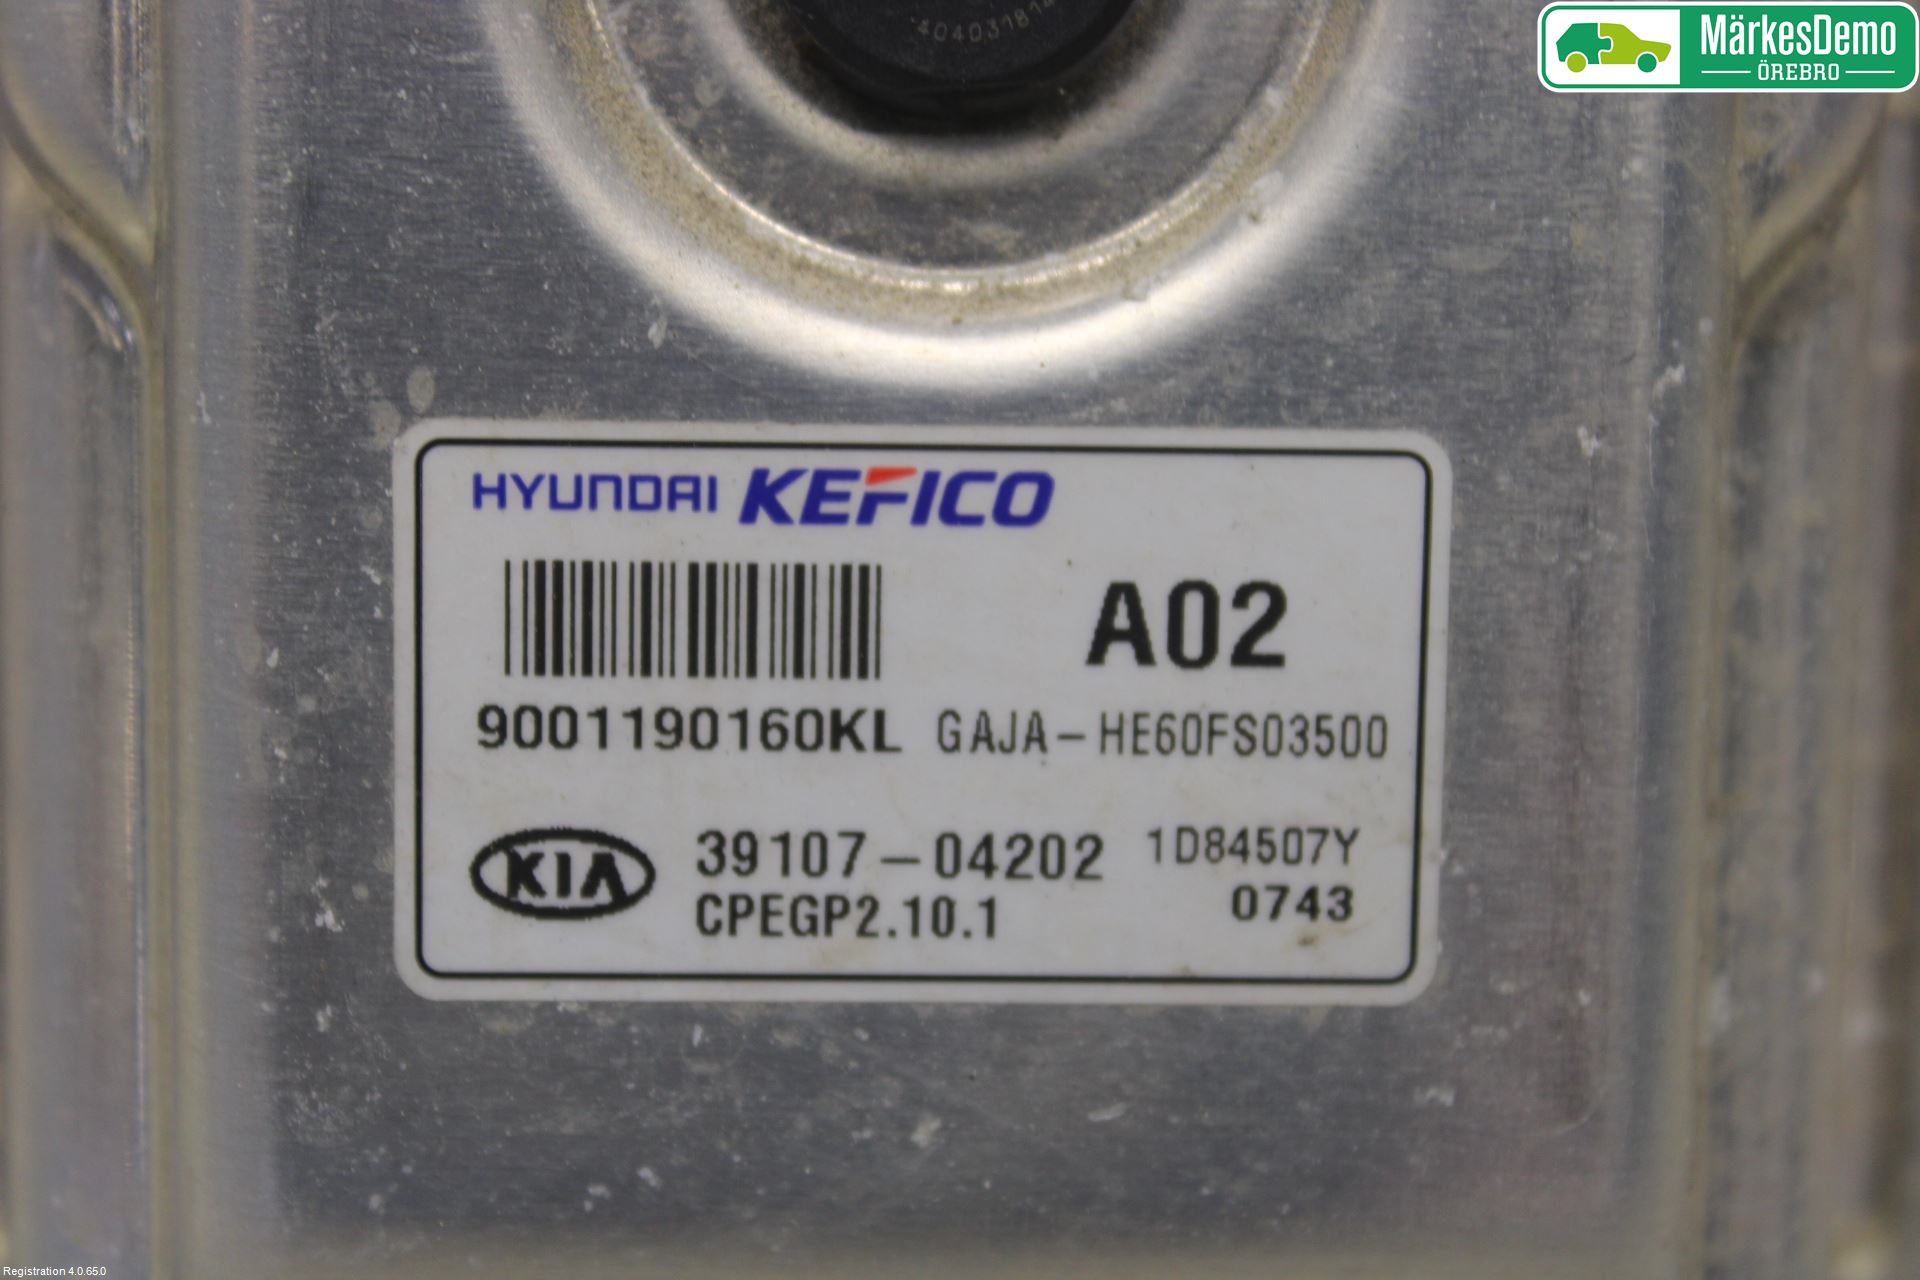 40403181
MärkesDemo
ÖREBRO
HYUNDAI KEFICO
A02
9001190160KL GAJA-HE60FS03500
KIA 39107-04202 1D84507Y
CPEGP2.10.1 0743
Registration 4.0.65.0